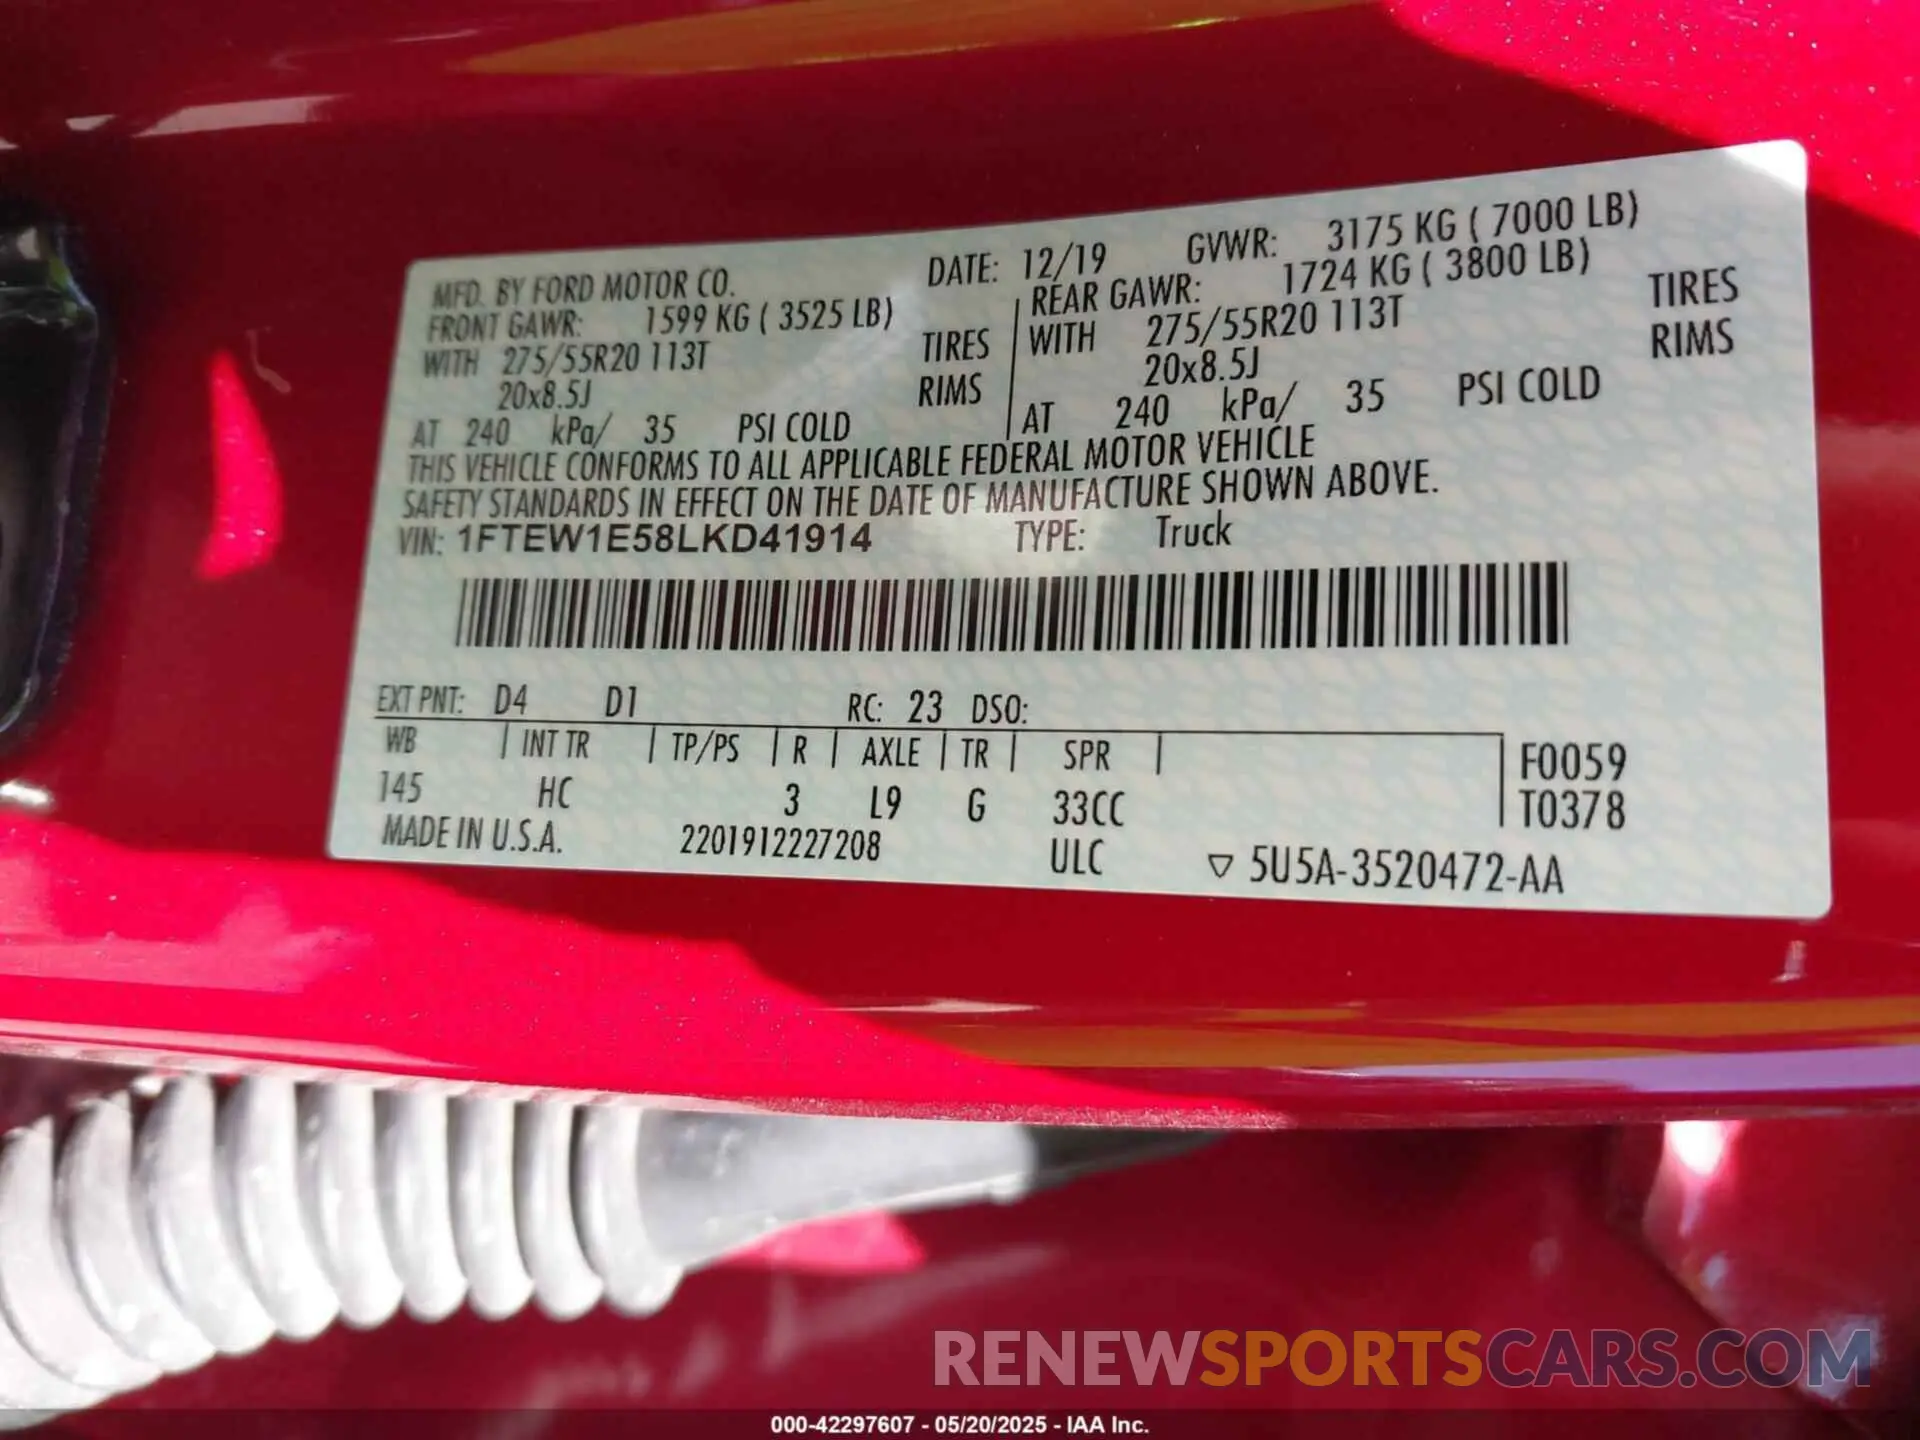 MFD. BY FORD MOTOR CO. DATE: 12/19 GVWR: 3175 KG ( 7000 LB)
FRONT GAWR: 1599 KG ( 3525 LB) REAR GAWR: 1724 KG ( 3800 LB)
WITH 275/55R20 113T TIRES WITH 275/55R20 113T TIRES
20x8.5J RIMS 20x8.5J RIMS
AT 240 kPa/ 35 PSI COLD AT 240 kPa/ 35 PSI COLD
THIS VEHICLE CONFORMS TO ALL APPLICABLE FEDERAL MOTOR VEHICLE
SAFETY STANDARDS IN EFFECT ON THE DATE OF MANUFACTURE SHOWN ABOVE.
VIN: 1FTEW1E58LKD41914 TYPE: Truck
EXT PNT: D4 D1 RC: 23 DSO:
WB INT TR TP/PS R AXLE TR SPR F0059
145 HC 3 L9 G 33CC T0378
MADE IN U.S.A. 2201912227208 ULC ▽ 5U5A-3520472-AA
RENEWSPORTSCARS.COM
000-42297607 - 05/20/2025 - IAA Inc.